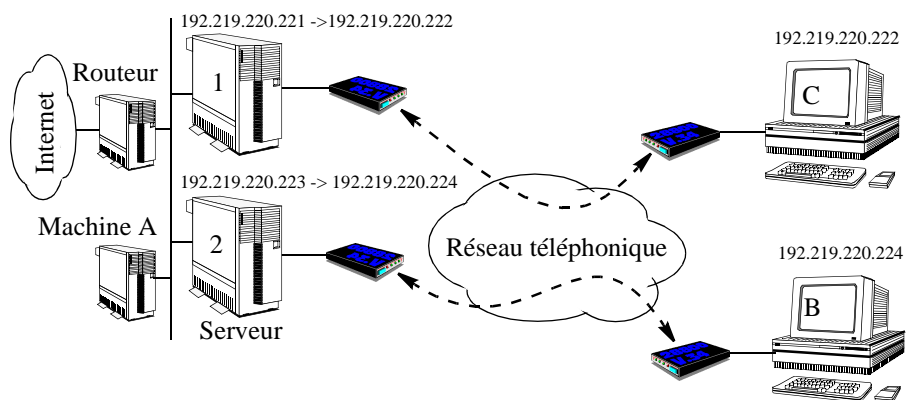 192.219.220.221 ->192.219.220.222
192.219.220.222
Routeur
1
C
Internet
192.219.220.223 -> 192.219.220.224
Machine A
2
Réseau téléphonique
192.219.220.224
B
Serveur